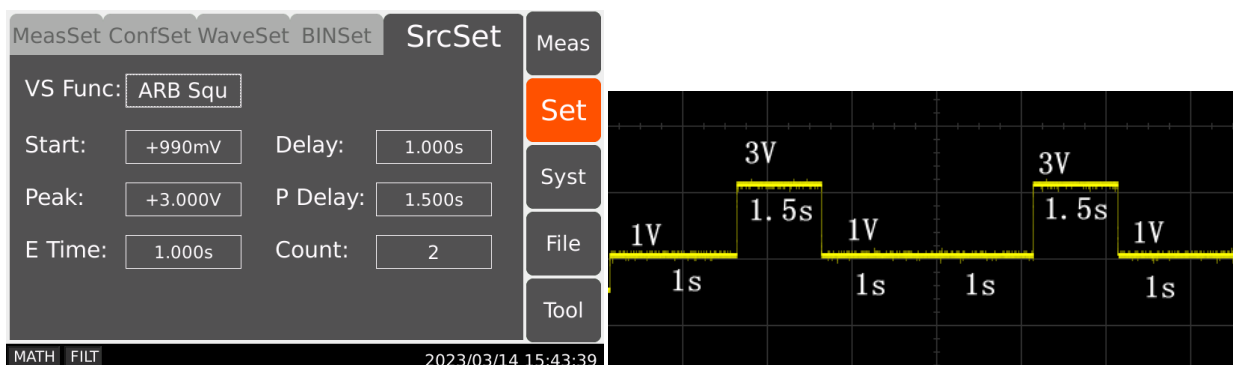 MeasSet ConfSet WaveSet BINSet SrcSet
VS Func: ARB Squ
Start: +990mV Delay: 1.000s
Peak: +3.000V P Delay: 1.500s
E Time: 1.000s Count: 2
MATH FILT 2023/03/14 15:43:39
Meas
Set
Syst
File
Tool
3V 3V
1.5s 1.5s
1V 1V 1V
1s 1s 1s 1s